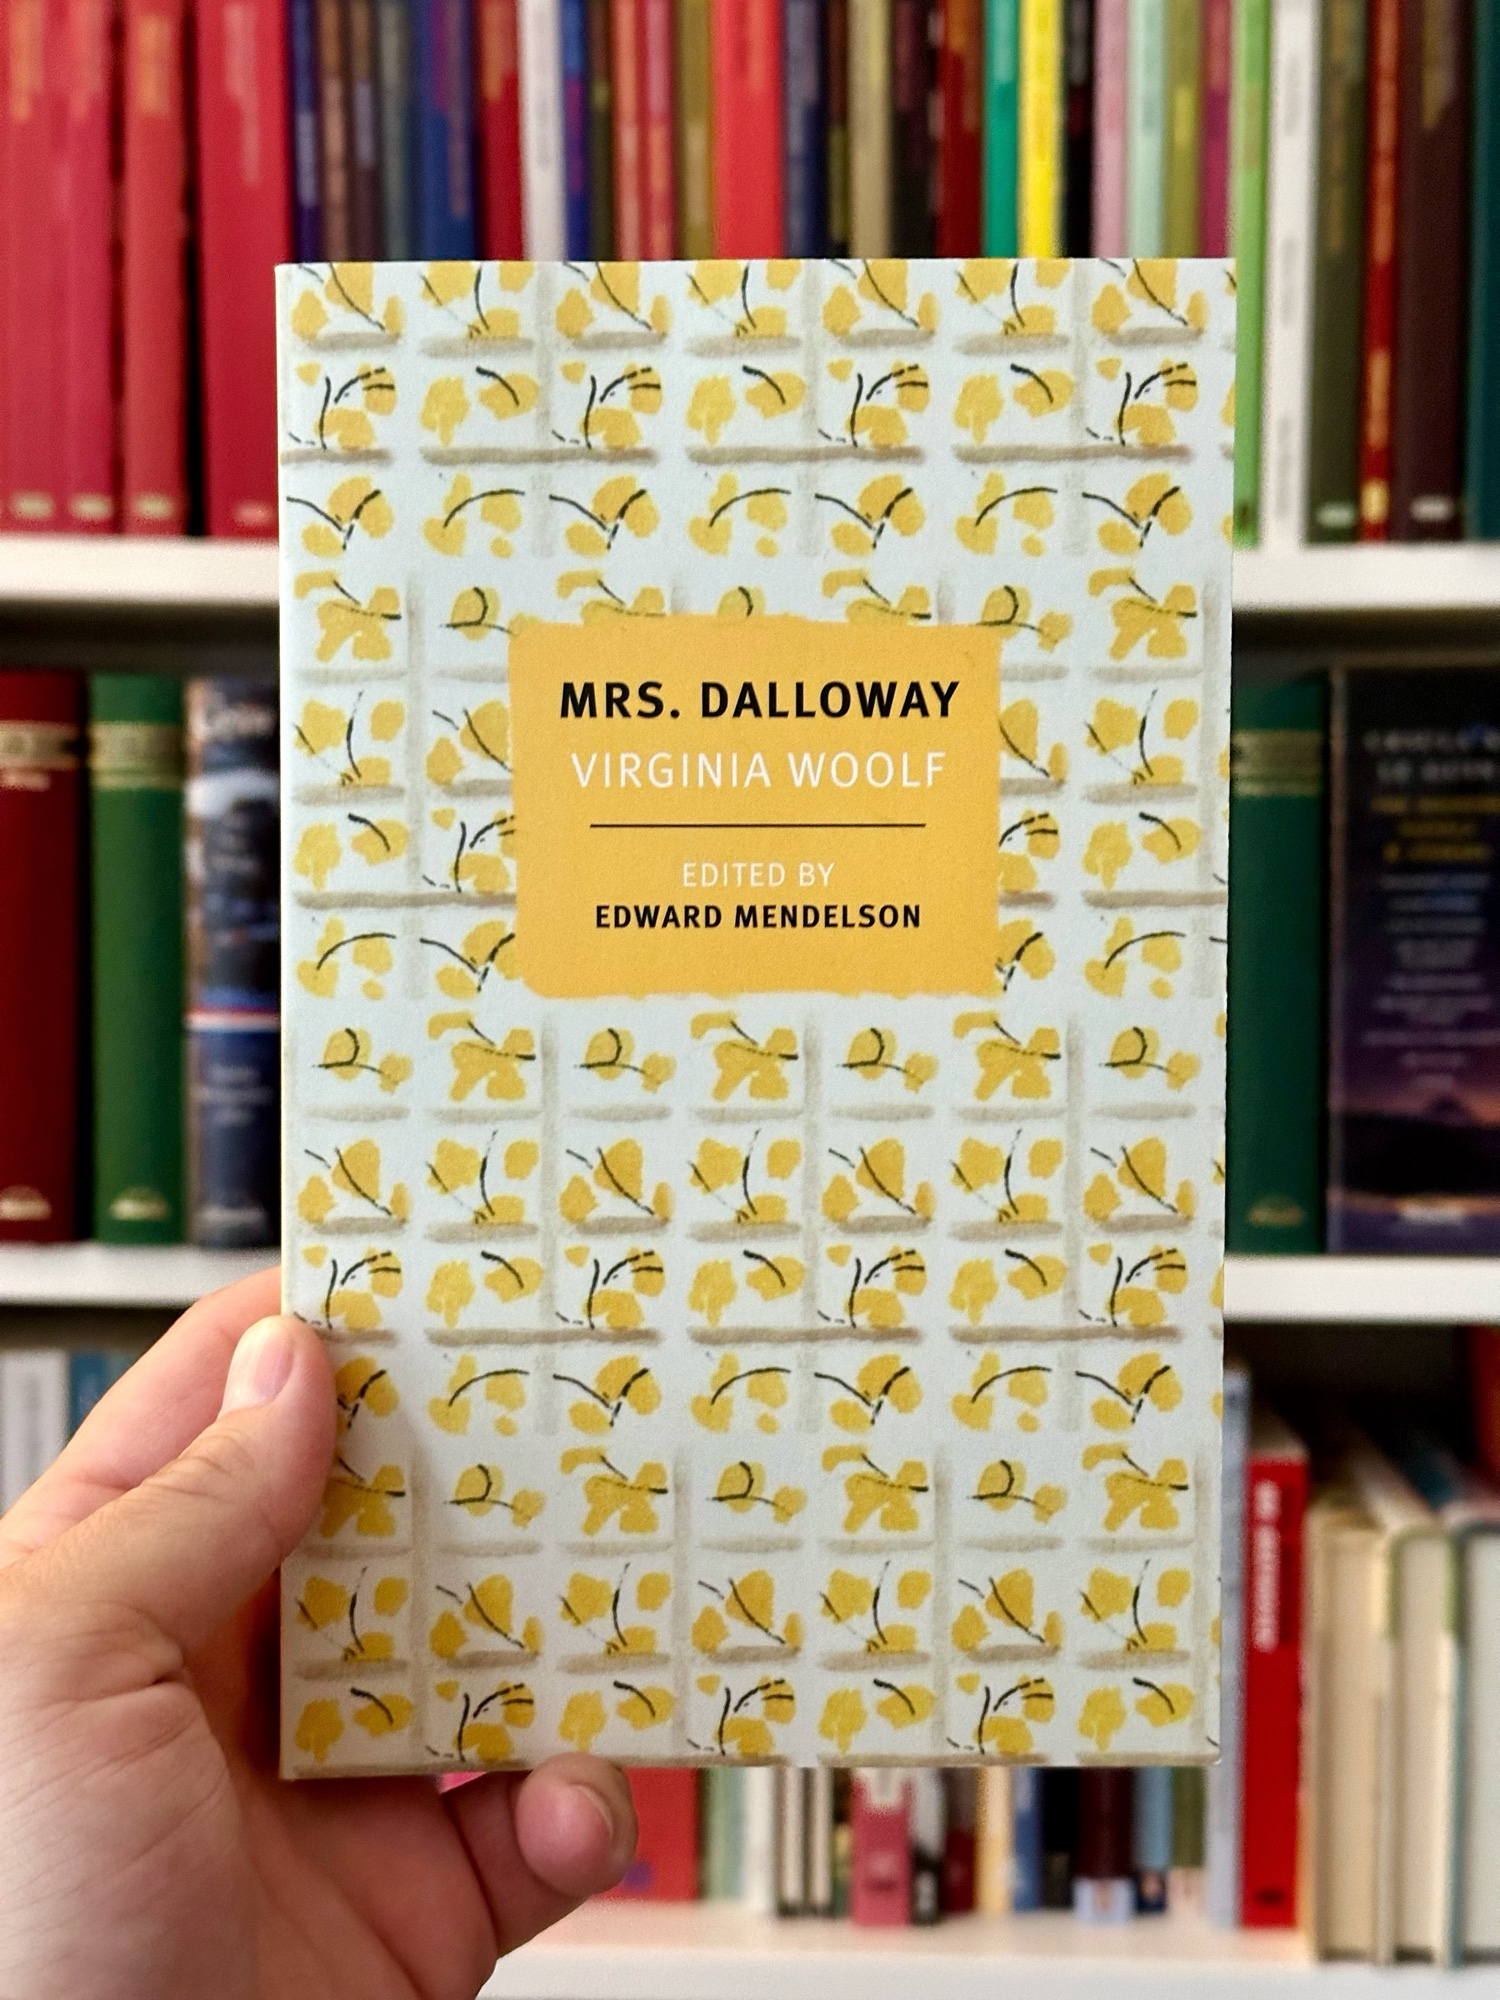 MRS. DALLOWAY
VIRGINIA WOOLF
EDITED BY
EDWARD MENDELSON